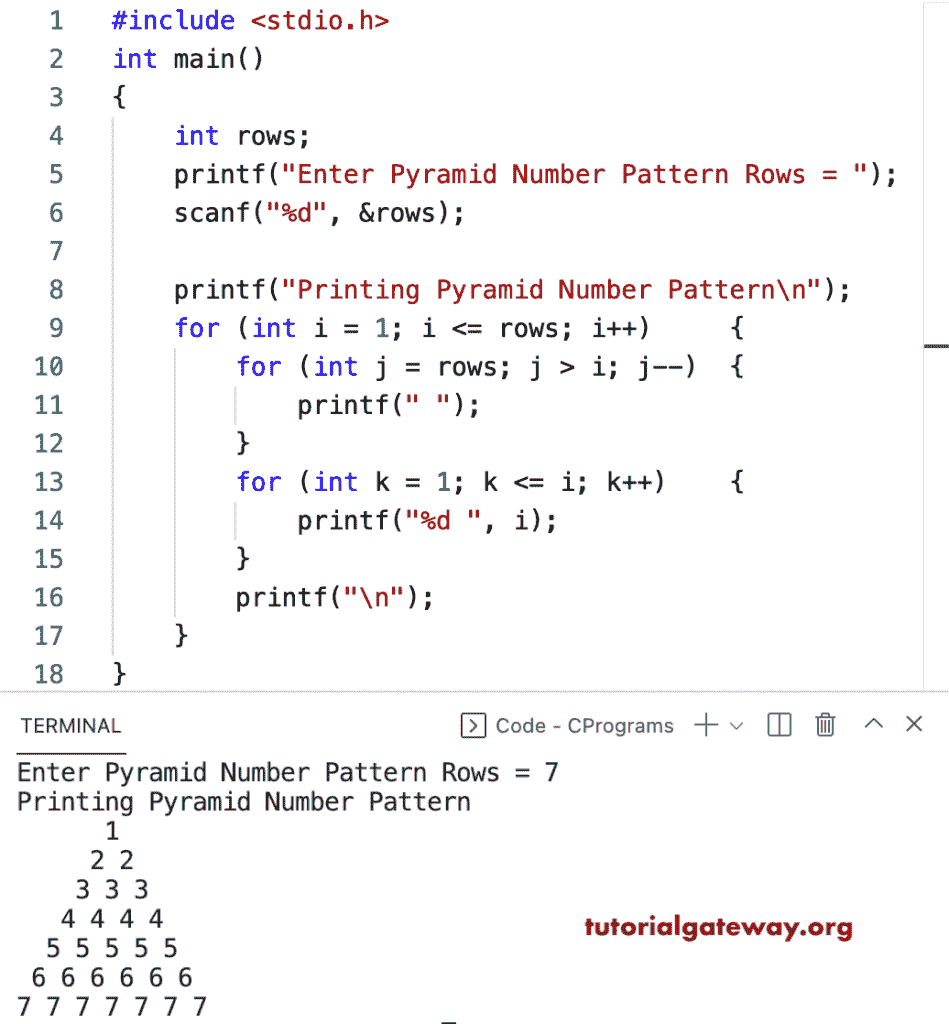 1 #include <stdio.h>
2 int main()
3 {
4     int rows;
5     printf("Enter Pyramid Number Pattern Rows = ");
6     scanf("%d", &rows);
7
8     printf("Printing Pyramid Number Pattern\n");
9     for (int i = 1; i <= rows; i++)     {
10         for (int j = rows; j > i; j--)  {
11             printf(" ");
12         }
13         for (int k = 1; k <= i; k++)    {
14             printf("%d ", i);
15         }
16         printf("\n");
17     }
18 }
TERMINAL Code - CPrograms
Enter Pyramid Number Pattern Rows = 7
Printing Pyramid Number Pattern
      1
     2 2
    3 3 3
   4 4 4 4
tutorialgateway.org
  5 5 5 5 5
 6 6 6 6 6 6
7 7 7 7 7 7 7